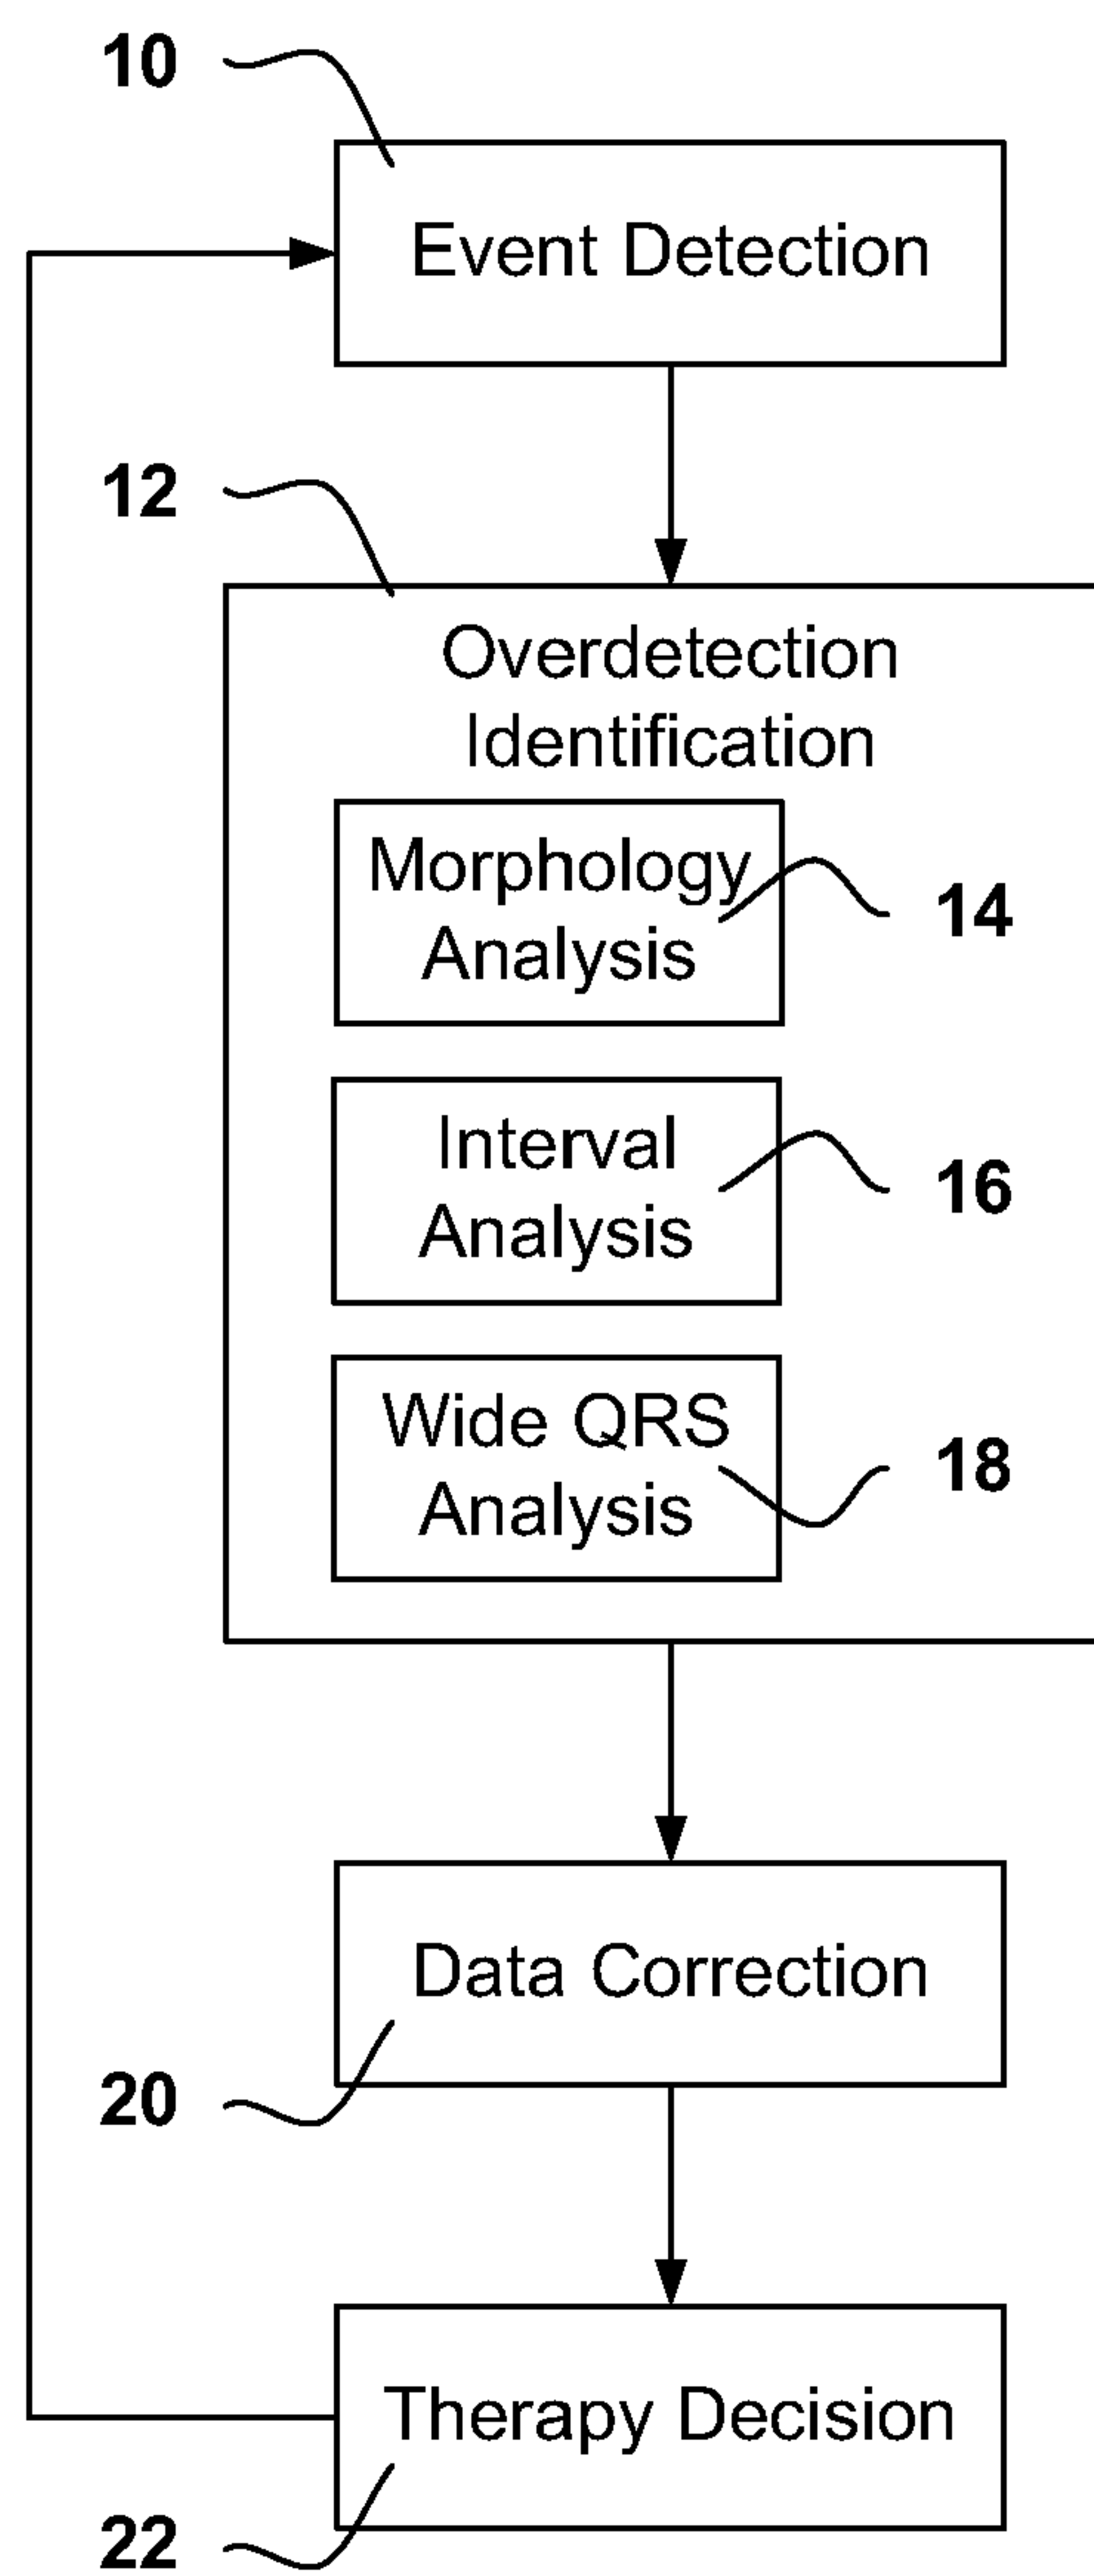 10
Event Detection
12
Overdetection
Identification
Morphology
Analysis
14
Interval
Analysis
16
Wide QRS
Analysis
18
Data Correction
20
Therapy Decision
22